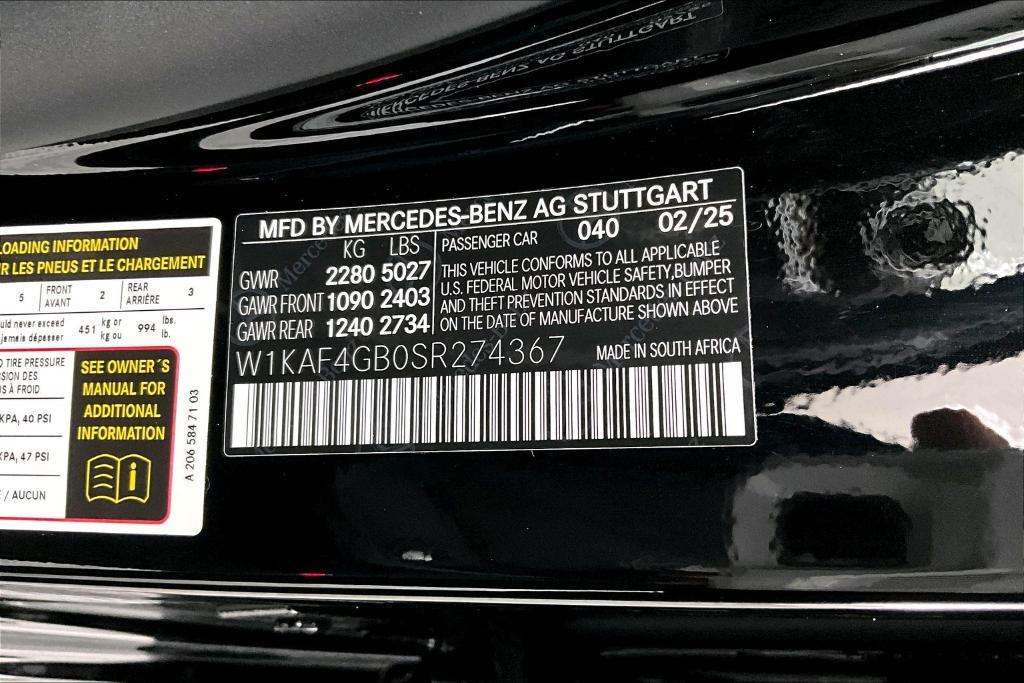 MFD BY MERCEDES-BENZ AG STUTTGART
KG LBS
GVWR 2280 5027
GAWR FRONT 1090 2403
GAWR REAR 1240 2734
PASSENGER CAR 040 02/25
THIS VEHICLE CONFORMS TO ALL APPLICABLE
U.S. FEDERAL MOTOR VEHICLE SAFETY,BUMPER
AND THEFT PREVENTION STANDARDS IN EFFECT
ON THE DATE OF MANUFACTURE SHOWN ABOVE
W1KAF4GB0SR274367 MADE IN SOUTH AFRICA
LOADING INFORMATION
LES PNEUS ET LE CHARGEMENT
5 FRONT 2 REAR 3
AVANT ARRIÈRE
never exceed 451 kg or 994 lbs.
jamais dépasser kg ou lb.
TIRE PRESSURE
DES
À FROID
KPA, 40 PSI
KPA, 47 PSI
/ AUCUN
SEE OWNER´S
MANUAL FOR
ADDITIONAL
INFORMATION
A 206 584 71 03